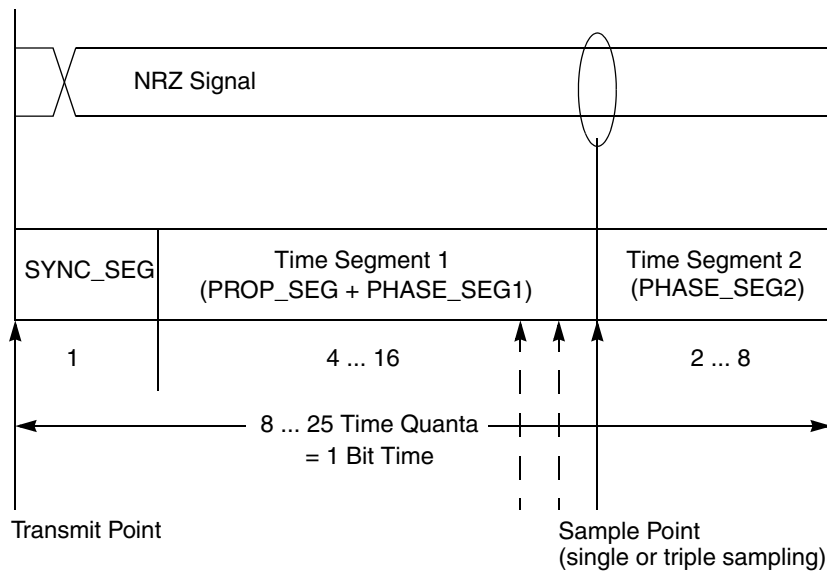 NRZ Signal
SYNC_SEG
Time Segment 1
(PROP_SEG + PHASE_SEG1)
Time Segment 2
(PHASE_SEG2)
1
4 ... 16
2 ... 8
8 ... 25 Time Quanta
= 1 Bit Time
Transmit Point
Sample Point
(single or triple sampling)